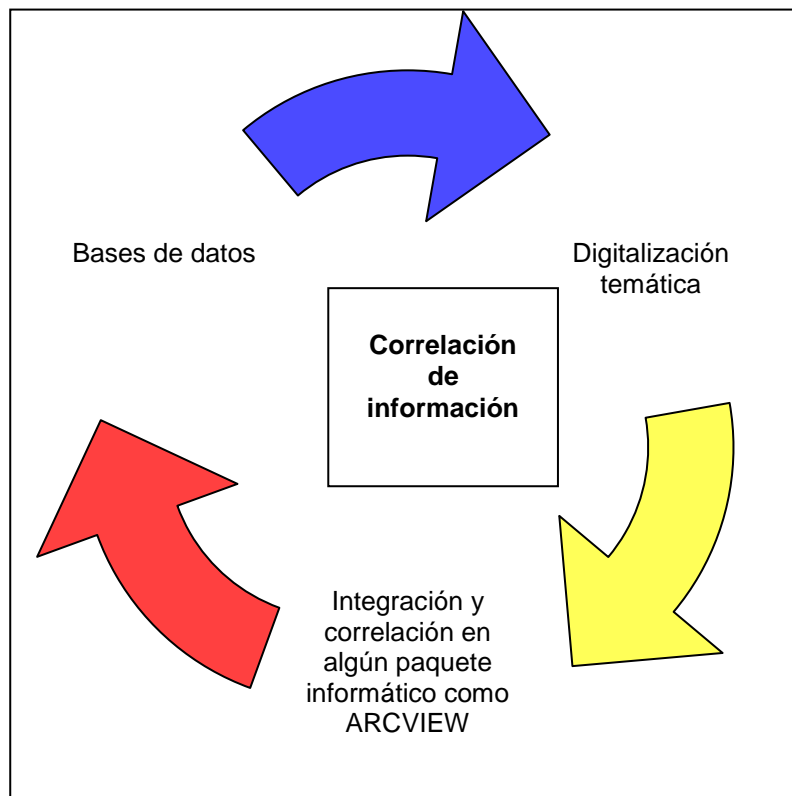 Bases de datos
Digitalización
temática
Correlación
de
información
Integración y
correlación en
algún paquete
informático como
ARCVIEW